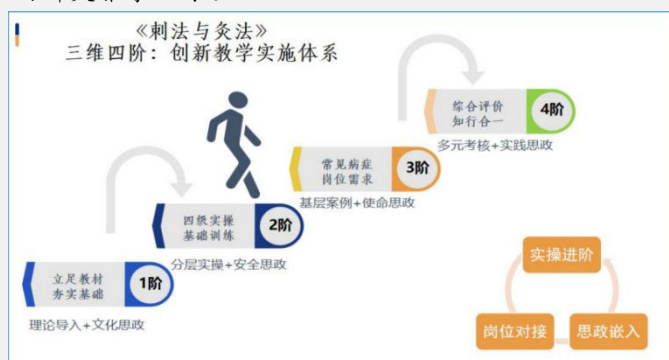 《刺法与灸法》
三维四阶：创新教学实施体系
综合评价
知行合一
4阶
多元考核+实践思政
常见病症
岗位需求
3阶
基层案例+使命思政
四级实操
基础训练
2阶
分层实操+安全思政
立足教材
夯实基础
1阶
理论导入+文化思政
实操进阶
岗位对接
思政嵌入